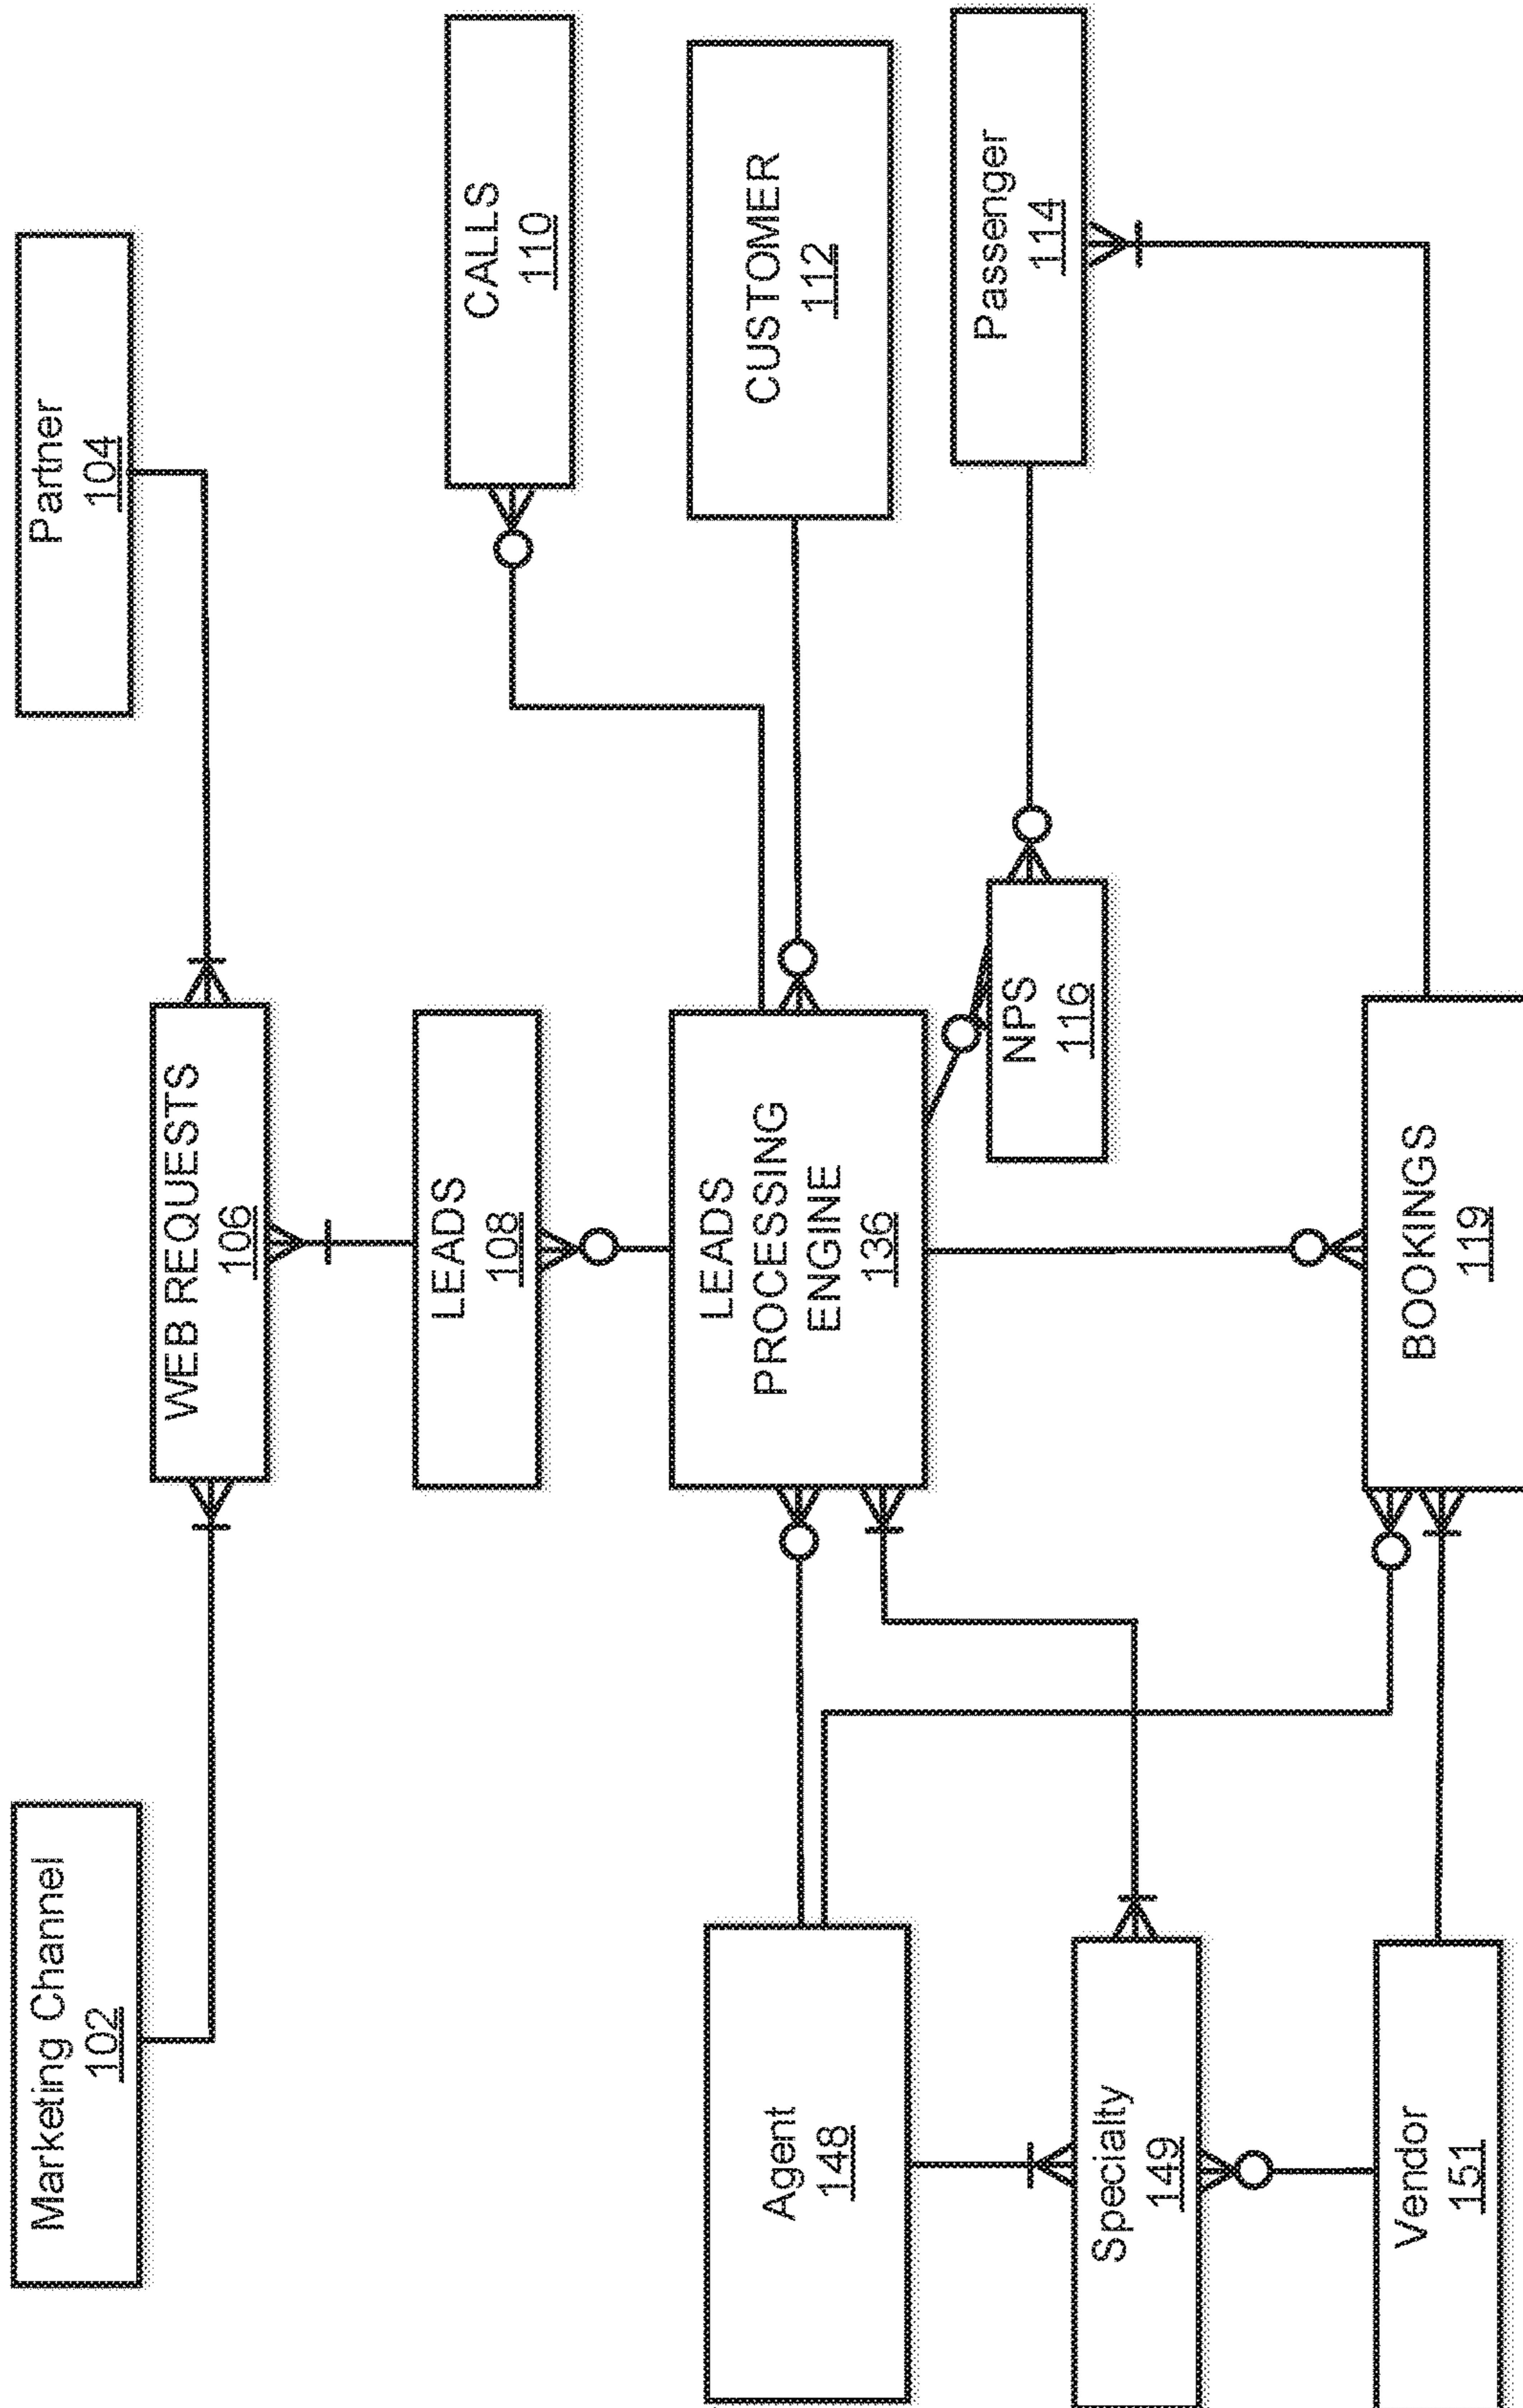 Marketing Channel
102
Partner
104
WEB REQUESTS
106
LEADS
108
CALLS
110
Agent
148
LEADS
PROCESSING
ENGINE
136
CUSTOMER
112
Specialty
149
NPS
116
Passenger
114
Vendor
151
BOOKINGS
119